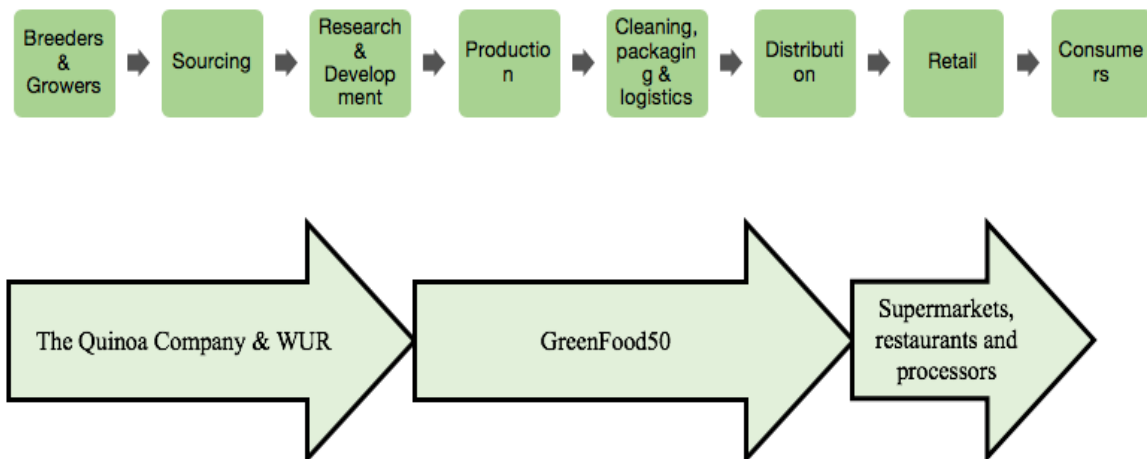 Breeders
&
Growers
Sourcing
Research
&
Develop
ment
Productio
n
Cleaning,
packagin
g &
logistics
Distributi
on
Retail
Consume
rs
The Quinoa Company & WUR
GreenFood50
Supermarkets,
restaurants and
processors